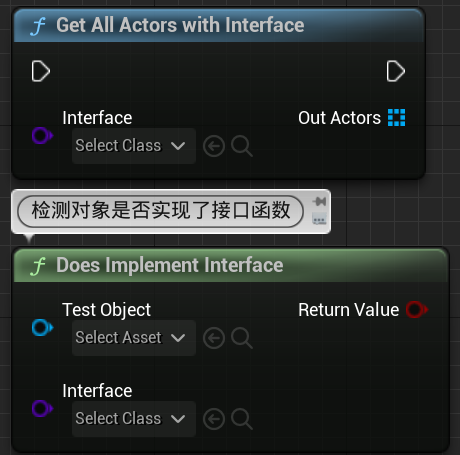 Get All Actors with Interface
Interface
Out Actors
Select Class
检测对象是否实现了接口函数
Does Implement Interface
Test Object
Return Value
Select Asset
Interface
Select Class